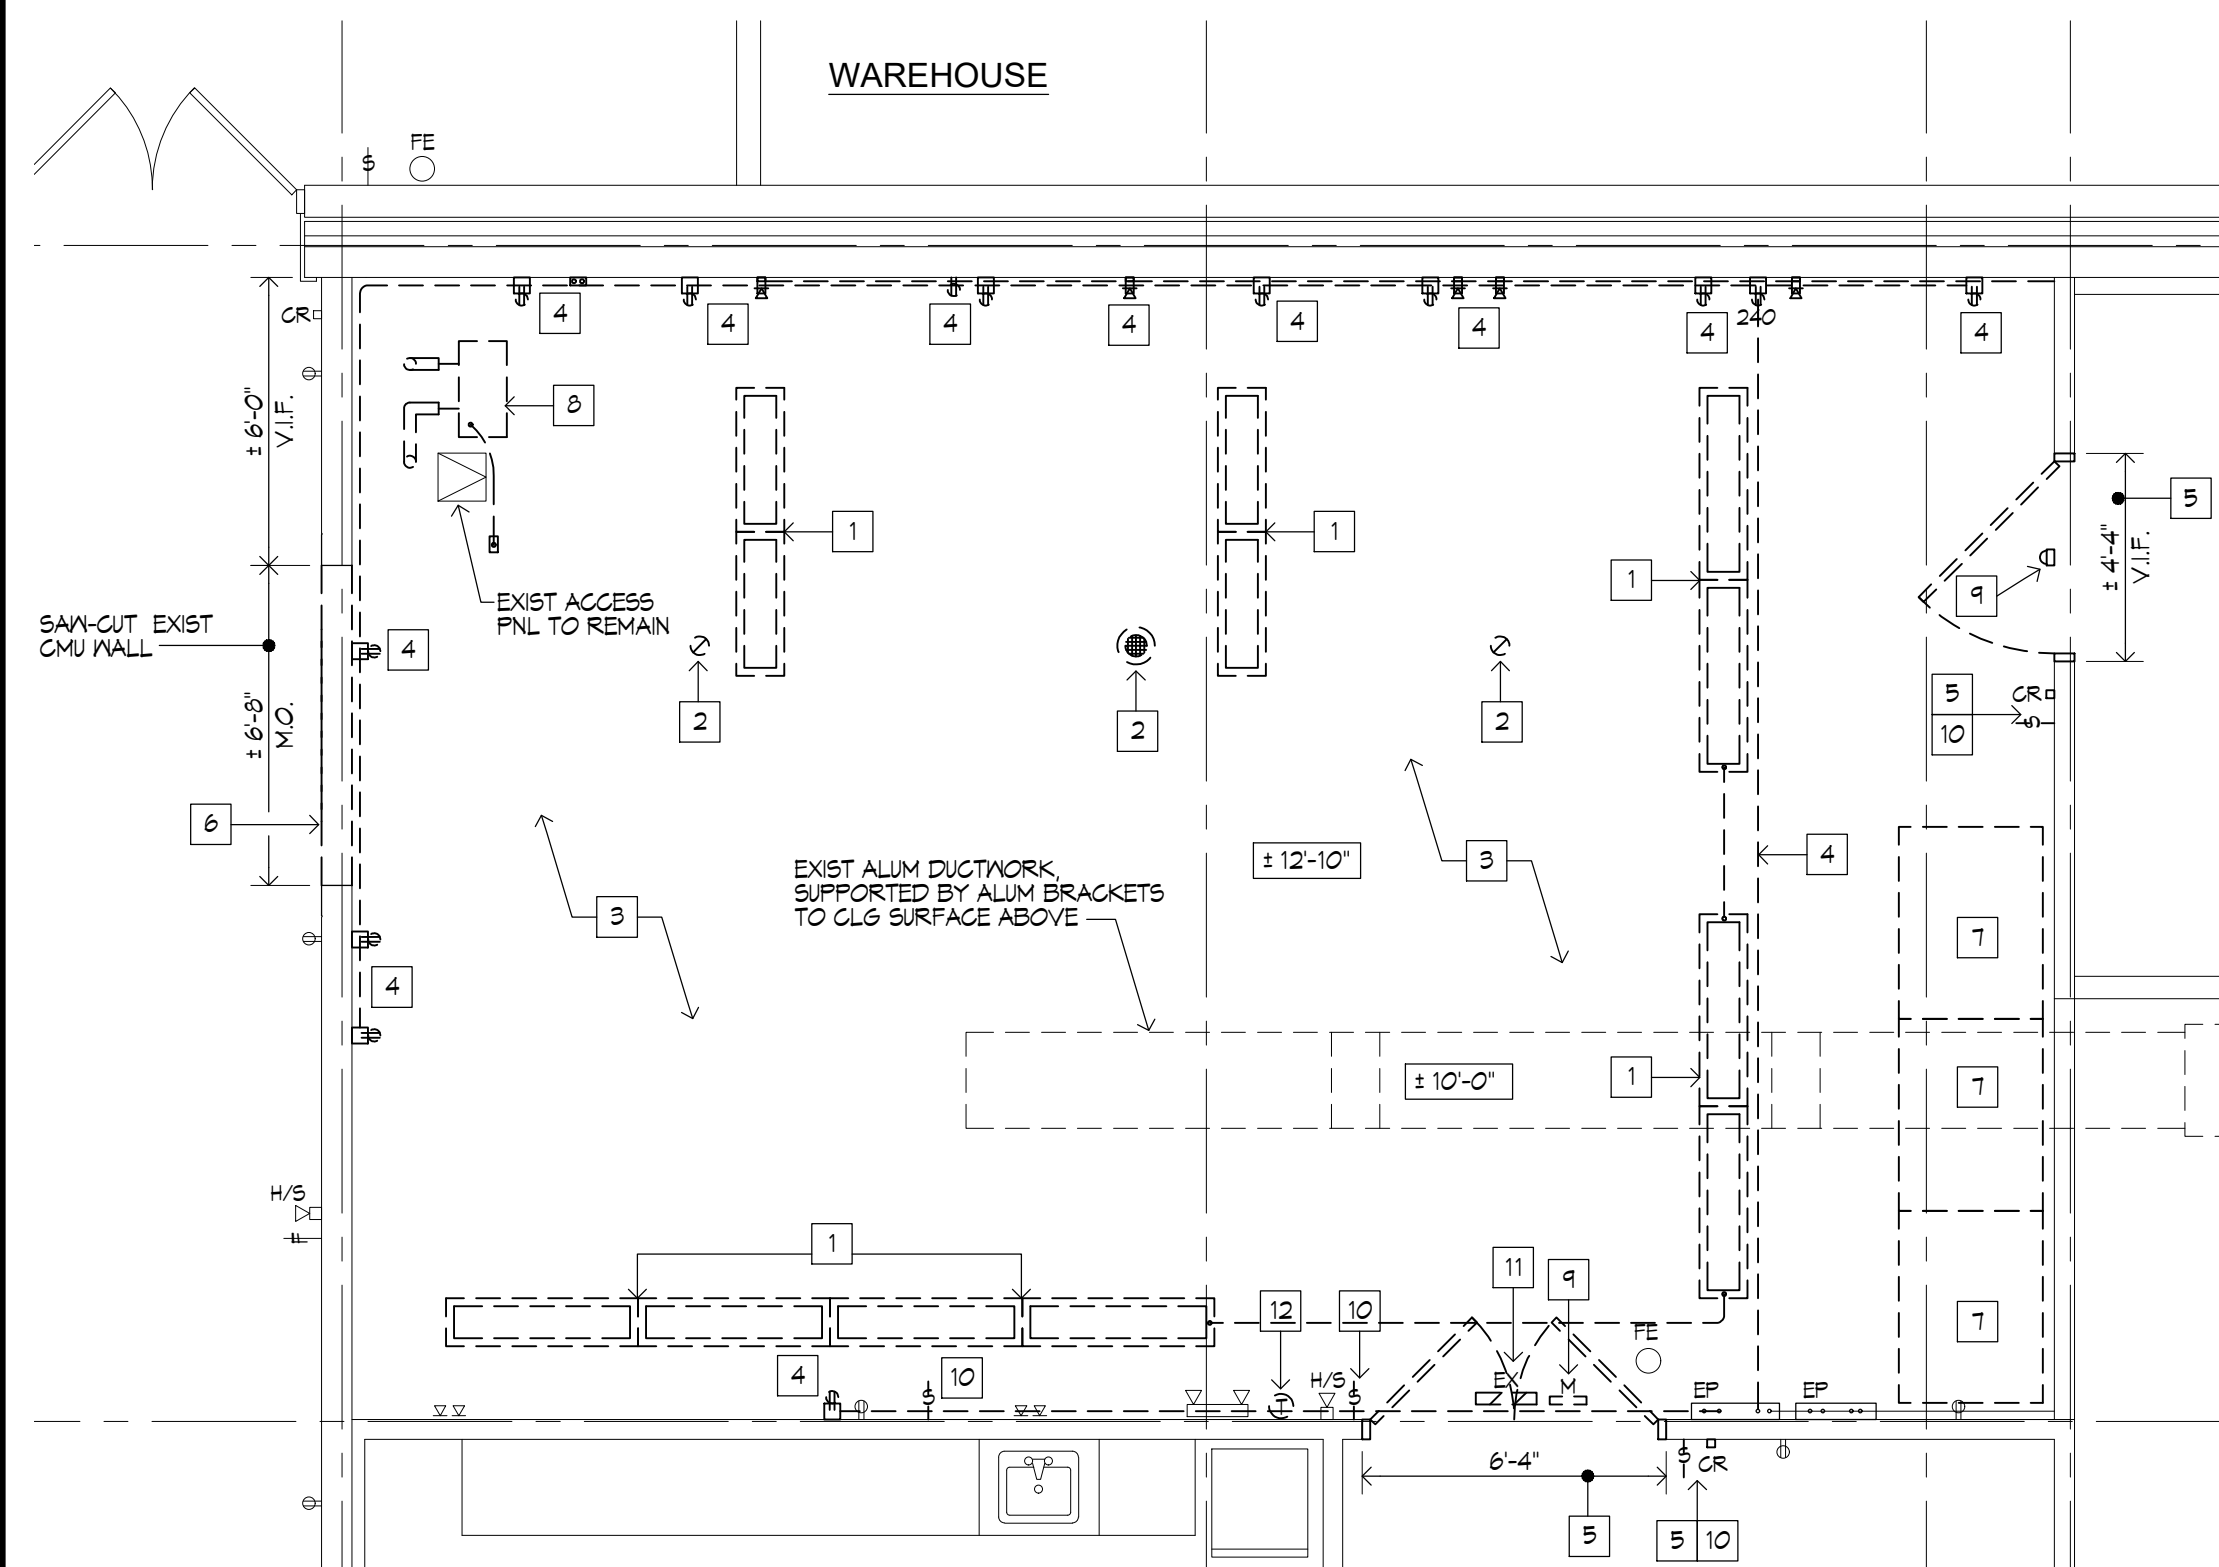 WAREHOUSE
FE
S
CR
4
4
4
4
4
4
4
240
4
± 6'-0"
V.I.F.
8
1
1
1
5
± 4'-4"
V.I.F.
9
EXIST ACCESS
PNL TO REMAIN
SAW-CUT EXIST
CMU WALL
4
± 6'-8"
M.O.
2
2
2
5
10
CR
S
6
EXIST ALUM DUCTWORK,
SUPPORTED BY ALUM BRACKETS
TO CLG SURFACE ABOVE
± 12'-10"
3
3
4
7
4
± 10'-0"
1
7
H/S
F
1
11
9
12
10
7
FE
4
10
S
S
H/S
T
S
EX
M
EP
EP
6'-4"
S
CR
5
5
10